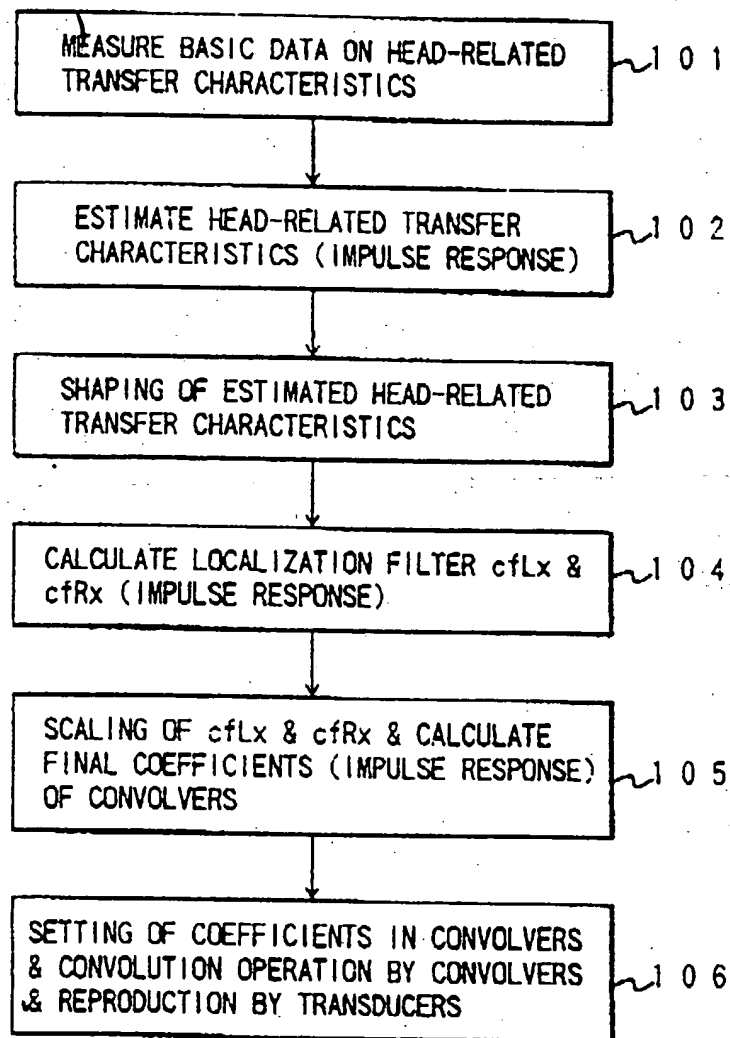 MEASURE BASIC DATA ON HEAD-RELATED
TRANSFER CHARACTERISTICS
101
ESTIMATE HEAD-RELATED TRANSFER
CHARACTERISTICS (IMPULSE RESPONSE)
102
SHAPING OF ESTIMATED HEAD-RELATED
TRANSFER CHARACTERISTICS
103
CALCULATE LOCALIZATION FILTER cfLx &
cfRx (IMPULSE RESPONSE)
104
SCALING OF cfLx & cfRx & CALCULATE
FINAL COEFFICIENTS (IMPULSE RESPONSE)
OF CONVOLVERS
105
SETTING OF COEFFICIENTS IN CONVOLVERS
& CONVOLUTION OPERATION BY CONVOLVERS
& REPRODUCTION BY TRANSDUCERS
106